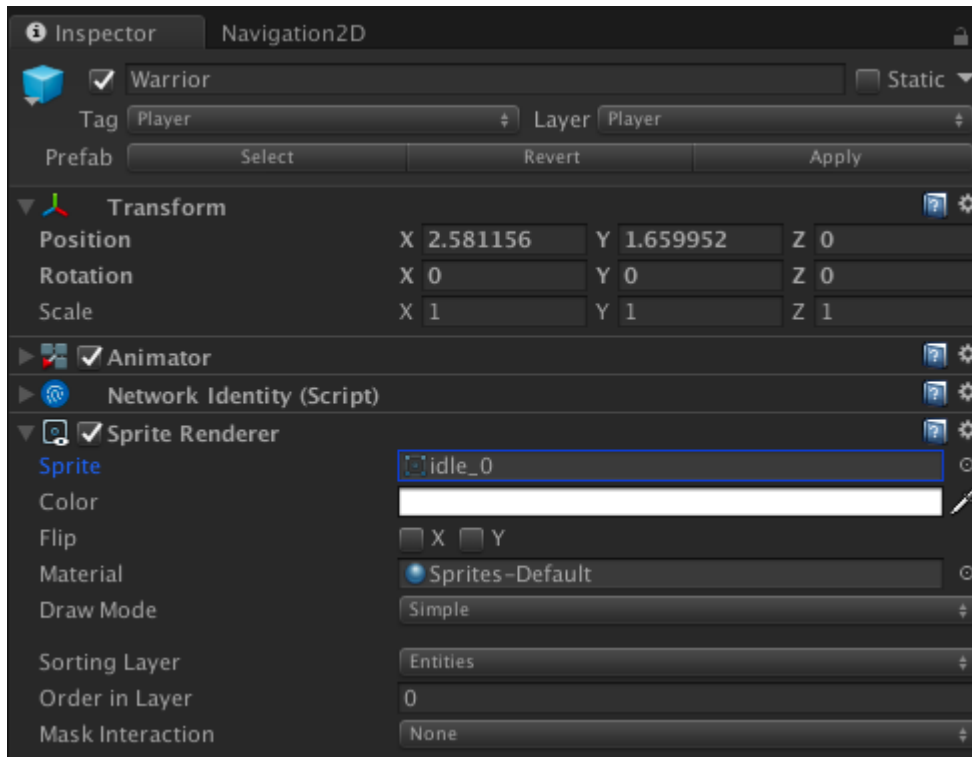 Inspector Navigation2D
Warrior Static
Tag Player Layer Player
Prefab Select Revert Apply
Transform
Position X 2.581156 Y 1.659952 Z 0
Rotation X 0 Y 0 Z 0
Scale X 1 Y 1 Z 1
Animator
Network Identity (Script)
Sprite Renderer
Sprite idle_0
Color
Flip X Y
Material Sprites-Default
Draw Mode Simple
Sorting Layer Entities
Order in Layer 0
Mask Interaction None